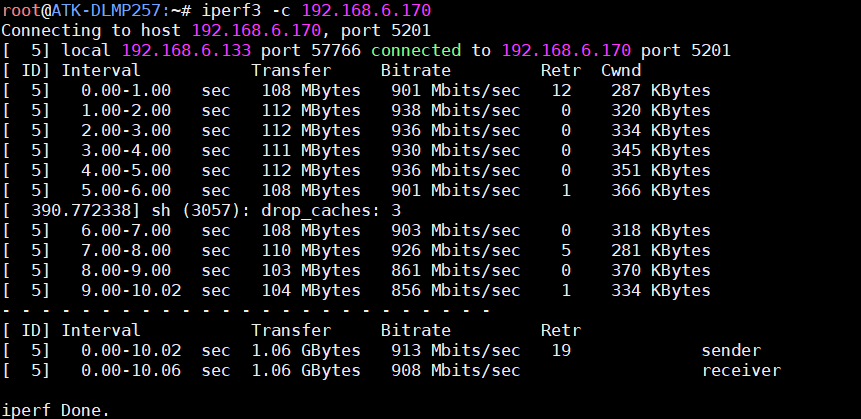 root@ATK-DLMP257:~# iperf3 -c 192.168.6.170
Connecting to host 192.168.6.170, port 5201
[  5] local 192.168.6.133 port 57766 connected to 192.168.6.170 port 5201
[ ID] Interval           Transfer     Bitrate         Retr  Cwnd
[  5]   0.00-1.00   sec   108 MBytes   901 Mbits/sec   12    287 KBytes
[  5]   1.00-2.00   sec   112 MBytes   938 Mbits/sec    0    320 KBytes
[  5]   2.00-3.00   sec   112 MBytes   936 Mbits/sec    0    334 KBytes
[  5]   3.00-4.00   sec   111 MBytes   930 Mbits/sec    0    345 KBytes
[  5]   4.00-5.00   sec   112 MBytes   936 Mbits/sec    0    351 KBytes
[  5]   5.00-6.00   sec   108 MBytes   901 Mbits/sec    1    366 KBytes
[  390.772338] sh (3057): drop_caches: 3
[  5]   6.00-7.00   sec   108 MBytes   903 Mbits/sec    0    318 KBytes
[  5]   7.00-8.00   sec   110 MBytes   926 Mbits/sec    5    281 KBytes
[  5]   8.00-9.00   sec   103 MBytes   861 Mbits/sec    0    370 KBytes
[  5]   9.00-10.02  sec   104 MBytes   856 Mbits/sec    1    334 KBytes
- - - - - - - - - - - - - - - - - - - - - - - - -
[ ID] Interval           Transfer     Bitrate         Retr
[  5]   0.00-10.02  sec  1.06 GBytes   913 Mbits/sec   19             sender
[  5]   0.00-10.06  sec  1.06 GBytes   908 Mbits/sec                  receiver
iperf Done.